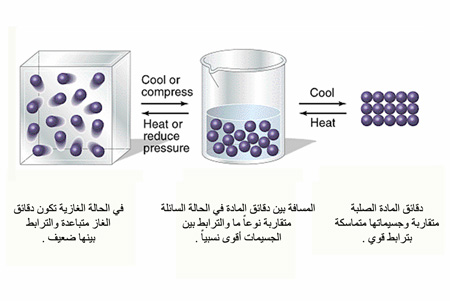 Cool or
compress
Heat or
reduce
pressure
Cool
Heat
دقائق المادة الصلبة
متقاربة وجسيماتها متماسكة
بترابط قوي .
المسافة بين دقائق المادة في الحالة السائلة
متقاربة نوعاً ما والترابط بين
الجسيمات أقوى نسبياً .
في الحالة الغازية تكون دقائق
الغاز متباعدة والترابط
بينها ضعيف .